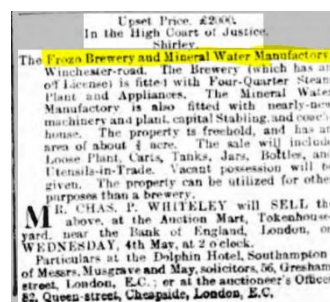 Upset Price, £2000.
In the High Court of Justice.
Shirley.
The Frozo Brewery and Mineral Water Manufactory
Winchester-road. The Brewery (which has an
off License) is fitted with Four-Quarter Steam
Plant and Appliances. The Mineral Water
Manufactory is also fitted with nearly-new
machinery and plant, capital Stabling, and coach
house. The property is freehold, and has an
area of about ¾ acre. The sale will include
Loose Plant, Carts, Tanks, Jars, Bottles, and
Utensils-in-Trade. Vacant possession will be
given. The property can be utilized for other
purposes than a brewery.
MR. CHAS. P. WHITELEY will SELL the
above, at the Auction Mart, Tokenhouse
yard, near the Bank of England, London, on
WEDNESDAY, 4th May, at 2 o'clock.
Particulars at the Dolphin Hotel, Southampton
of Messrs. Musgrave and May, solicitors, 56, Gresham
street, London, E.C.; or at the auctioneer's Office
82, Queen-street, Cheapside, London, E.C.